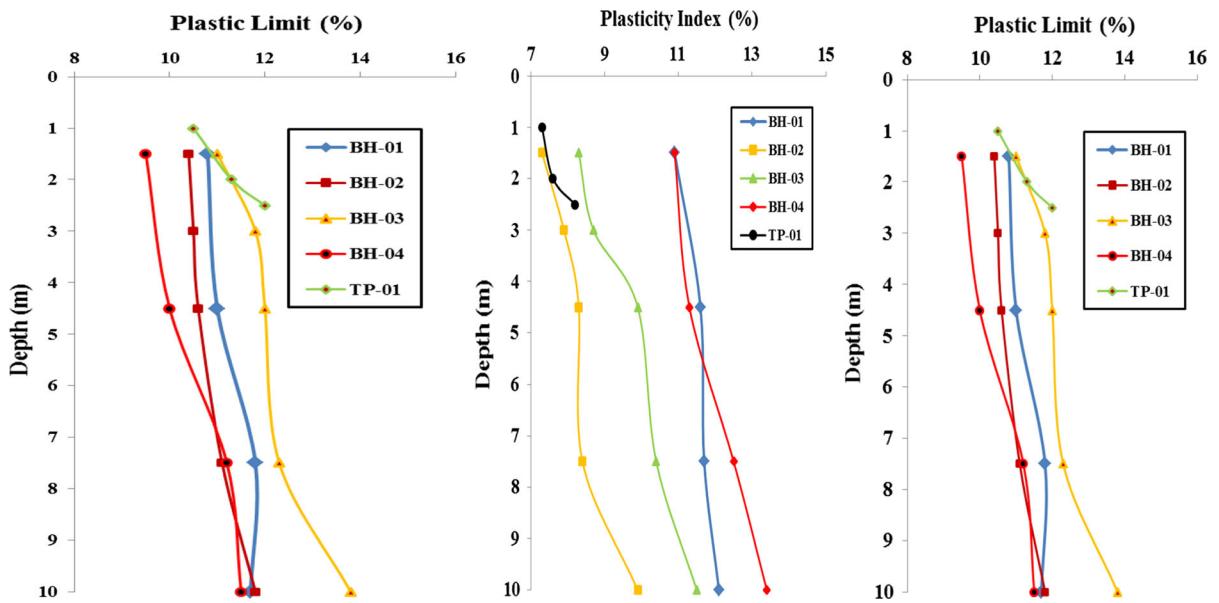 Plastic Limit (%)
8 10 12 14 16
0
1
2
3
4
5
6
7
8
9
10
Depth (m)
BH-01
BH-02
BH-03
BH-04
TP-01
Plasticity Index (%)
7 9 11 13 15
0
1
2
3
4
5
6
7
8
9
10
Depth (m)
BH-01
BH-02
BH-03
BH-04
TP-01
Plastic Limit (%)
8 10 12 14 16
0
1
2
3
4
5
6
7
8
9
10
Depth (m)
BH-01
BH-02
BH-03
BH-04
TP-01